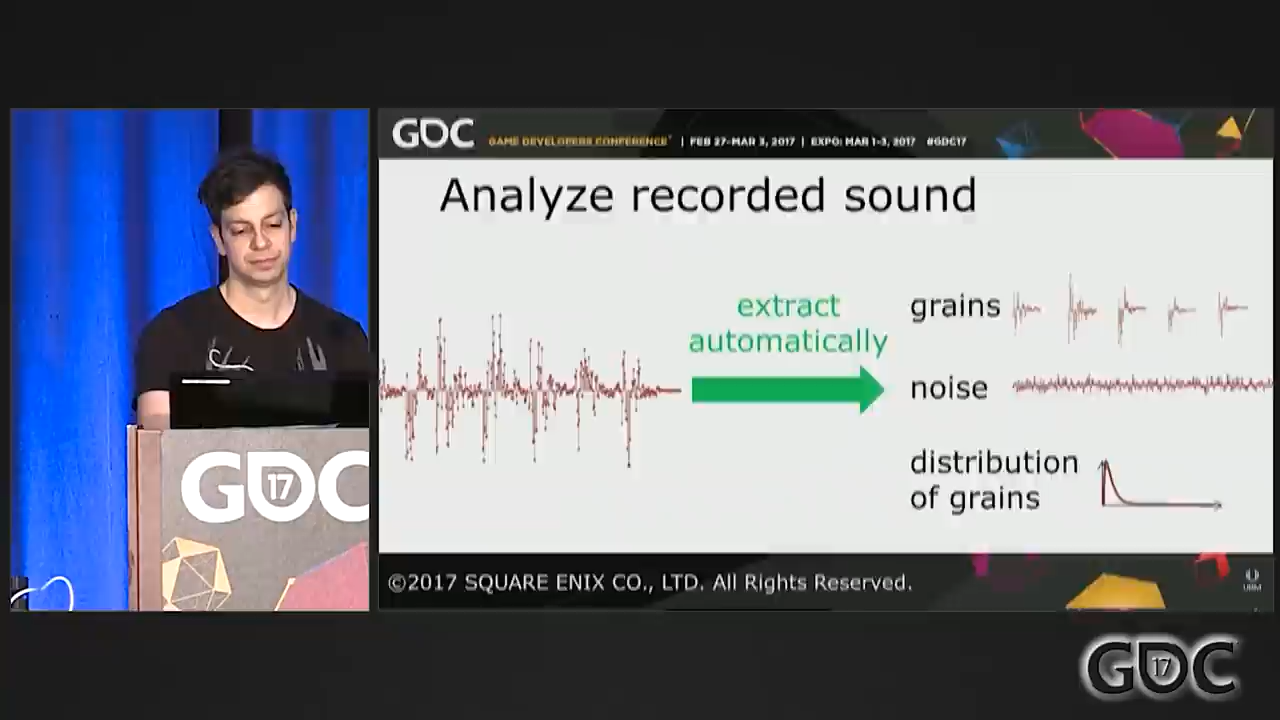 GDC
GAME DEVELOPERS CONFERENCE | FEB 27-MAR 3, 2017 | EXPO: MAR 1-3, 2017 #GDC17
Analyze recorded sound
extract
automatically
grains
noise
distribution
of grains
©2017 SQUARE ENIX CO., LTD. All Rights Reserved.
UBM
GDC
17
GDC
17